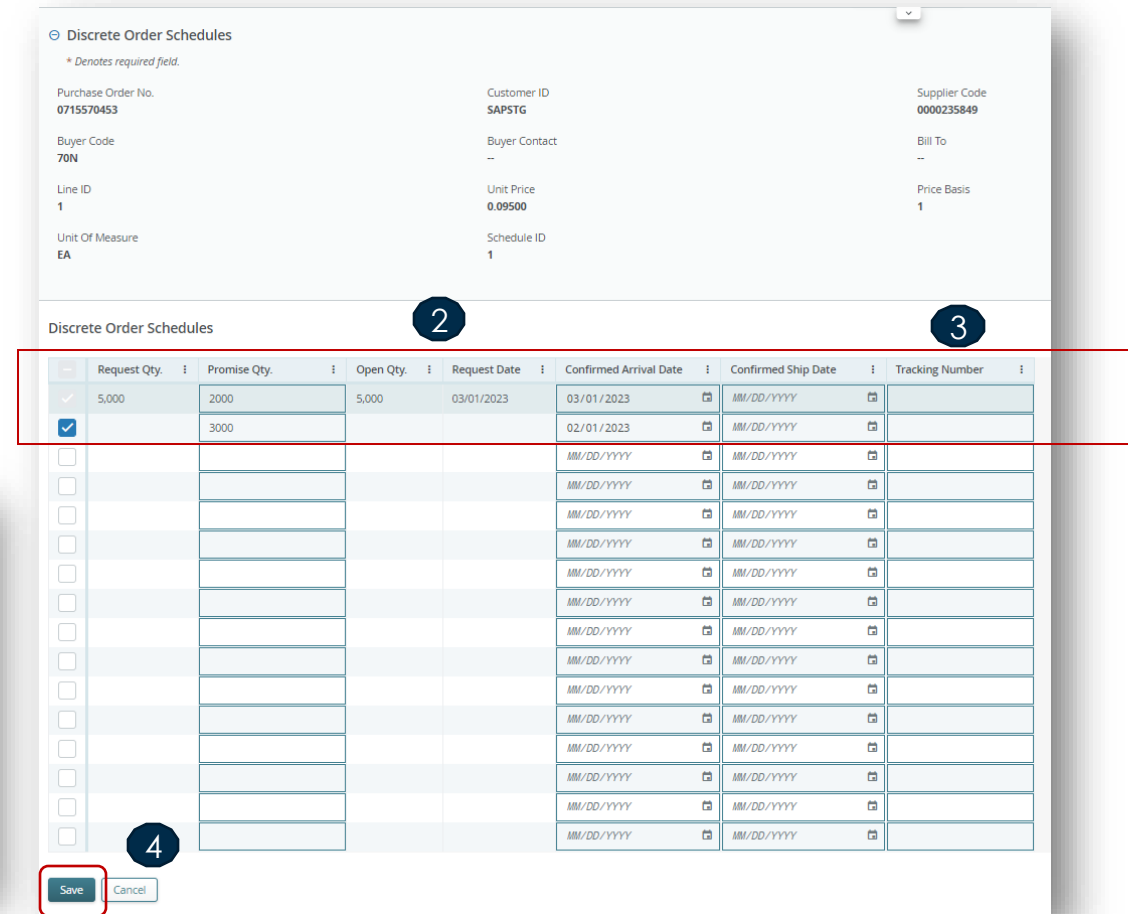 Discrete Order Schedules
* Denotes required field.
Purchase Order No. Customer ID Supplier Code
0715570453 SAPSTG 0000235849
Buyer Code Buyer Contact Bill To
70N -- --
Line ID Unit Price Price Basis
1 0.09500 1
Unit Of Measure Schedule ID
EA 1
2
Discrete Order Schedules 3
Request Qty. Promise Qty. Open Qty. Request Date Confirmed Arrival Date Confirmed Ship Date Tracking Number
5,000 2000 5,000 03/01/2023 03/01/2023 MM/DD/YYYY
3000 02/01/2023 MM/DD/YYYY
MM/DD/YYYY MM/DD/YYYY
MM/DD/YYYY MM/DD/YYYY
MM/DD/YYYY MM/DD/YYYY
MM/DD/YYYY MM/DD/YYYY
MM/DD/YYYY MM/DD/YYYY
MM/DD/YYYY MM/DD/YYYY
MM/DD/YYYY MM/DD/YYYY
MM/DD/YYYY MM/DD/YYYY
MM/DD/YYYY MM/DD/YYYY
MM/DD/YYYY MM/DD/YYYY
MM/DD/YYYY MM/DD/YYYY
MM/DD/YYYY MM/DD/YYYY
MM/DD/YYYY MM/DD/YYYY
MM/DD/YYYY MM/DD/YYYY
4
Save Cancel